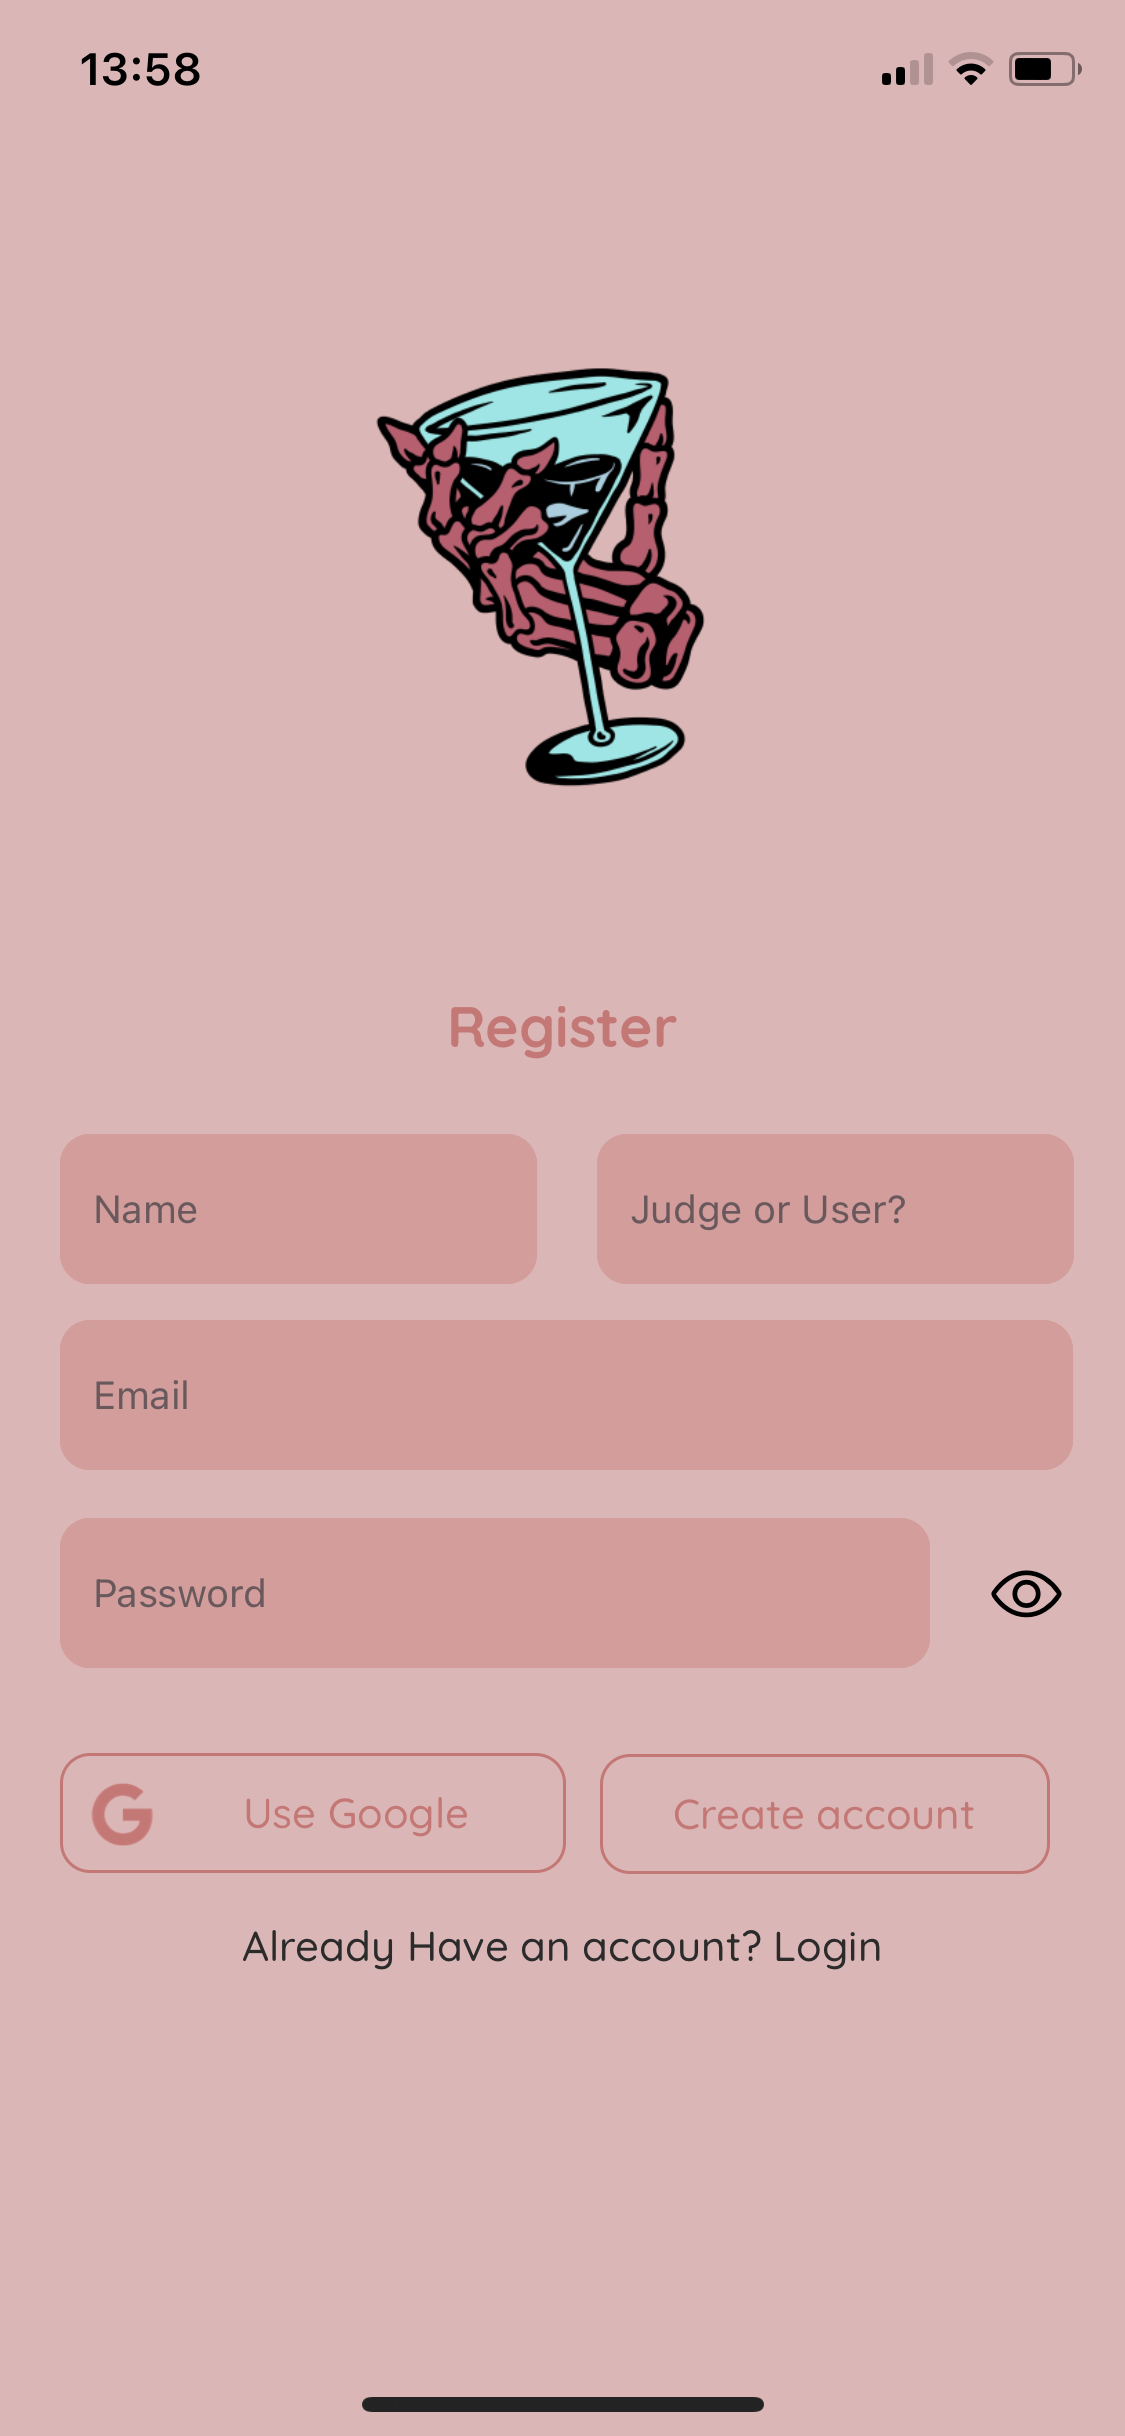 13:58
Register
Name
Judge or User?
Email
Password
Use Google
Create account
Already Have an account? Login